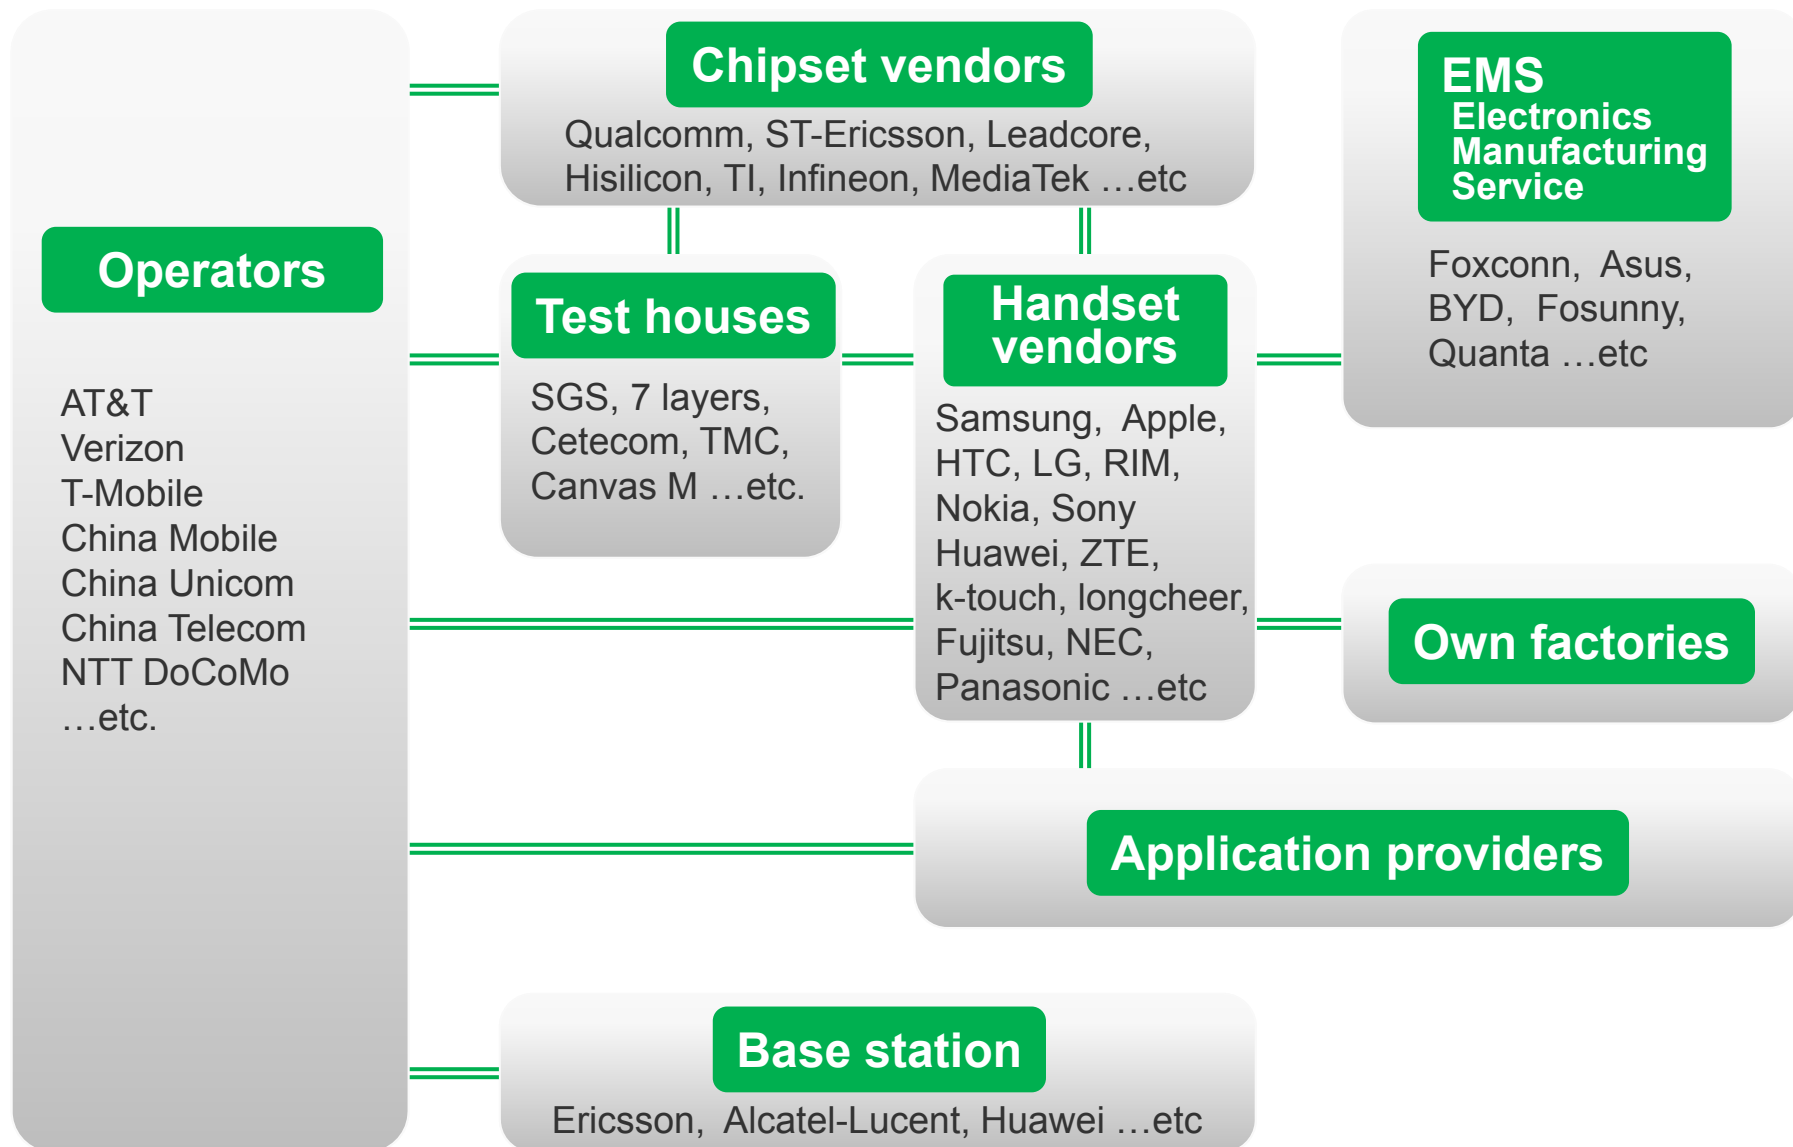 Operators
AT&T
Verizon
T-Mobile
China Mobile
China Unicom
China Telecom
NTT DoCoMo
…etc.
Chipset vendors
Qualcomm, ST-Ericsson, Leadcore,
Hisilicon, TI, Infineon, MediaTek …etc
Test houses
SGS, 7 layers,
Cetecom, TMC,
Canvas M …etc.
Handset
vendors
Samsung, Apple,
HTC, LG, RIM,
Nokia, Sony
Huawei, ZTE,
k-touch, longcheer,
Fujitsu, NEC,
Panasonic …etc
EMS
Electronics
Manufacturing
Service
Foxconn, Asus,
BYD, Fosunny,
Quanta …etc
Own factories
Application providers
Base station
Ericsson, Alcatel-Lucent, Huawei …etc